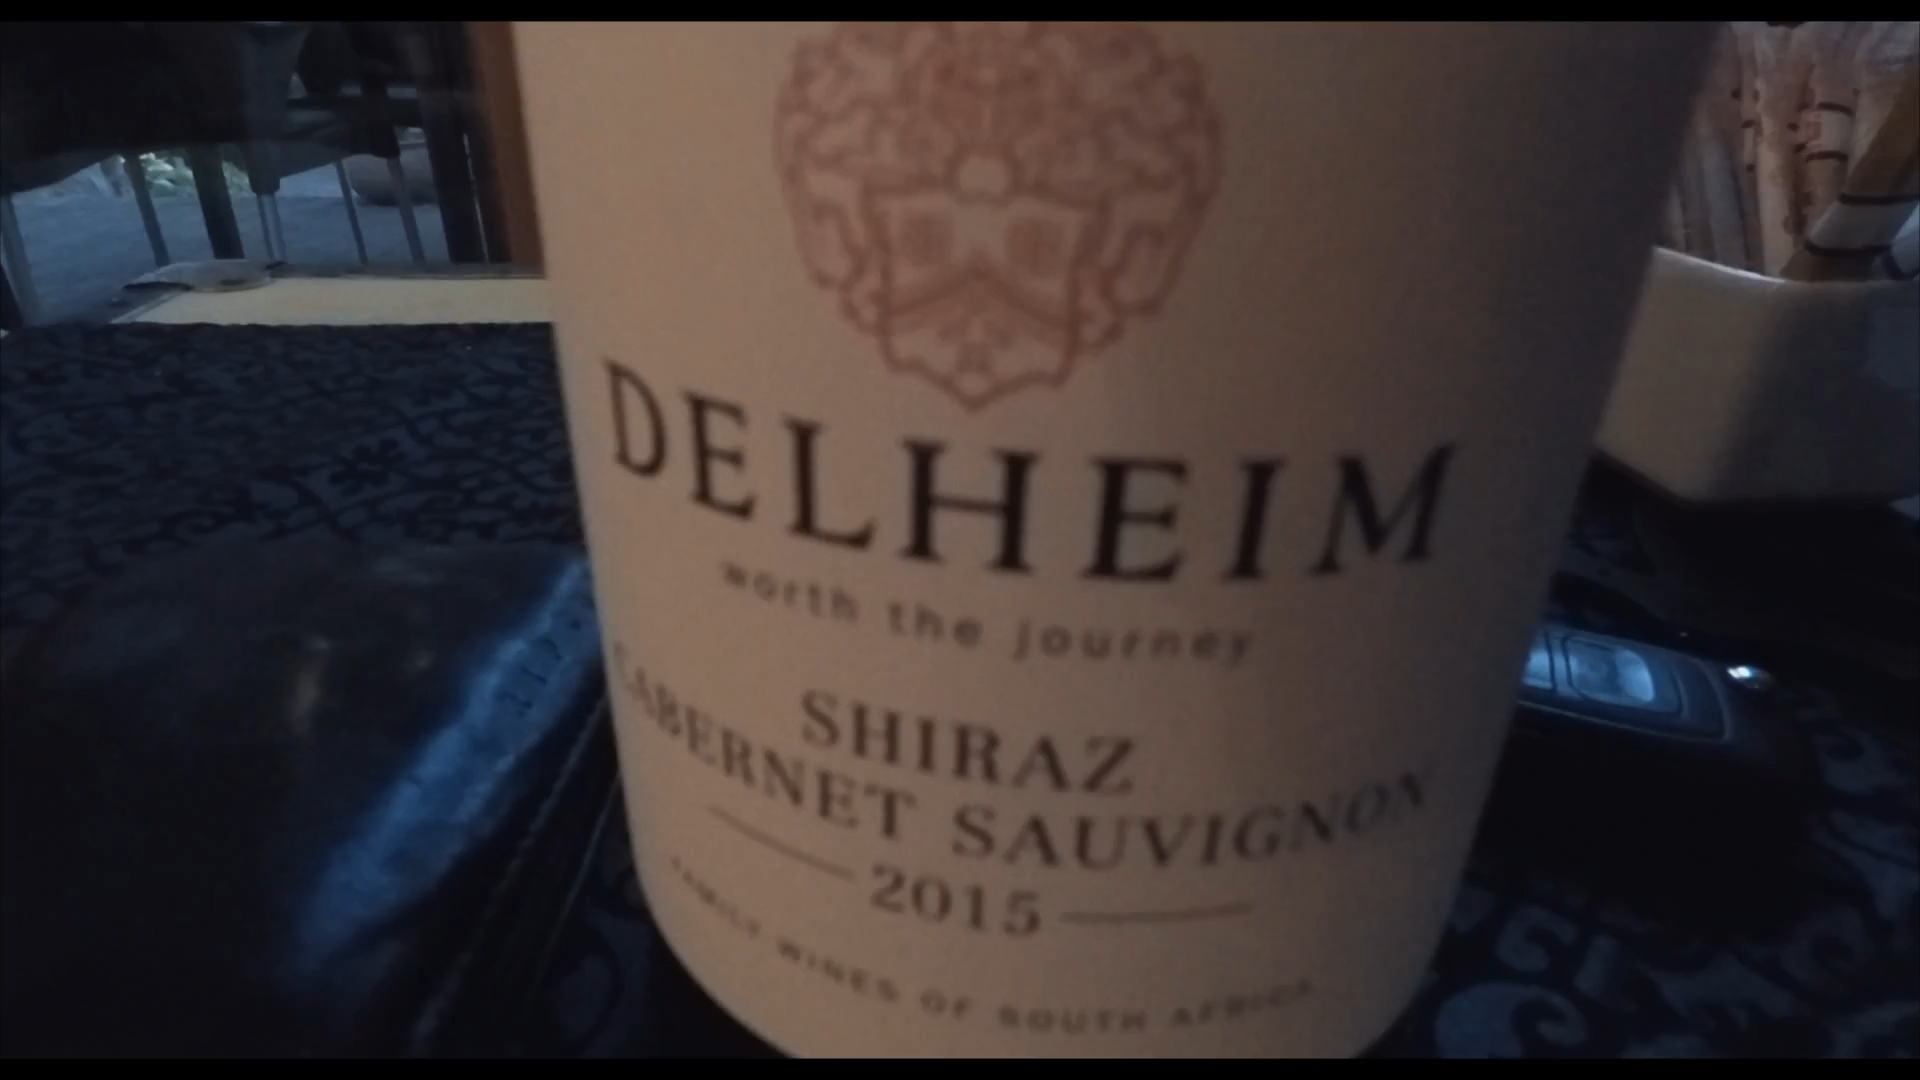 DELHEIM
worth the journey
SHIRAZ
CABERNET SAUVIGNON
2015
FAMILY WINES OF SOUTH AFRICA